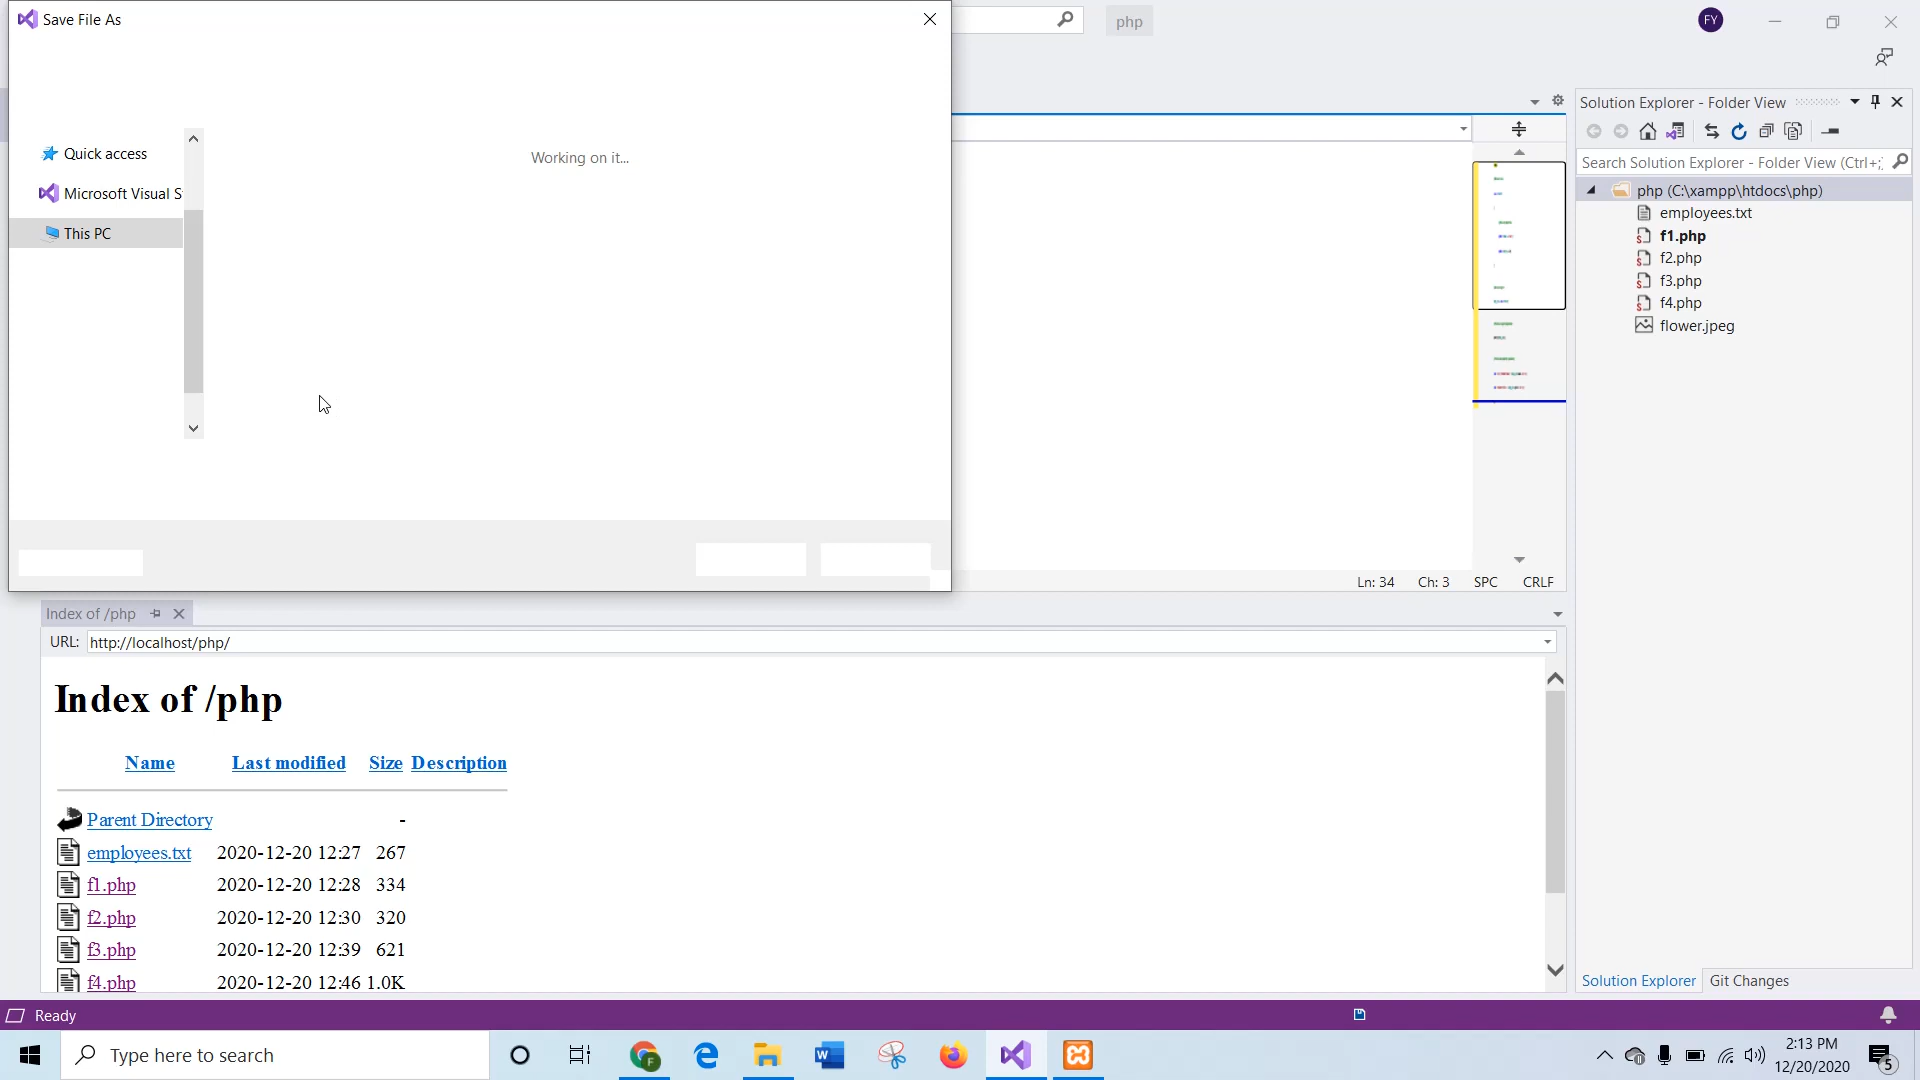 Save File As
php
FY
Quick access
Microsoft Visual S
This PC
Working on it...
Ln: 34 Ch: 3 SPC CRLF
Solution Explorer - Folder View
Search Solution Explorer - Folder View (Ctrl+;
php (C:\xampp\htdocs\php)
employees.txt
f1.php
f2.php
f3.php
f4.php
flower.jpeg
Solution Explorer Git Changes
Index of /php
URL: http://localhost/php/
Index of /php
Name Last modified Size Description
Parent Directory -
employees.txt 2020-12-20 12:27 267
f1.php 2020-12-20 12:28 334
f2.php 2020-12-20 12:30 320
f3.php 2020-12-20 12:39 621
f4.php 2020-12-20 12:46 1.0K
Ready
Type here to search
2:13 PM
12/20/2020
5